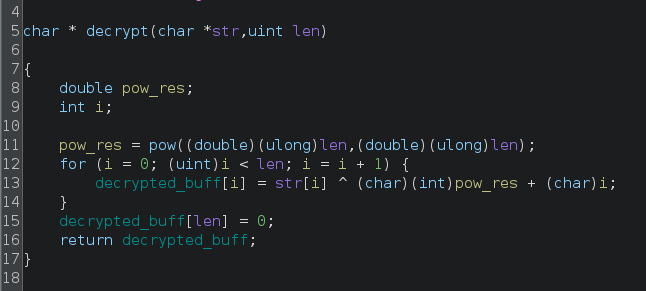 4
5 char * decrypt(char *str,uint len)
6
7 {
8     double pow_res;
9     int i;
10
11     pow_res = pow((double)(ulong)len,(double)(ulong)len);
12     for (i = 0; (uint)i < len; i = i + 1) {
13         decrypted_buff[i] = str[i] ^ (char)(int)pow_res + (char)i;
14     }
15     decrypted_buff[len] = 0;
16     return decrypted_buff;
17 }
18